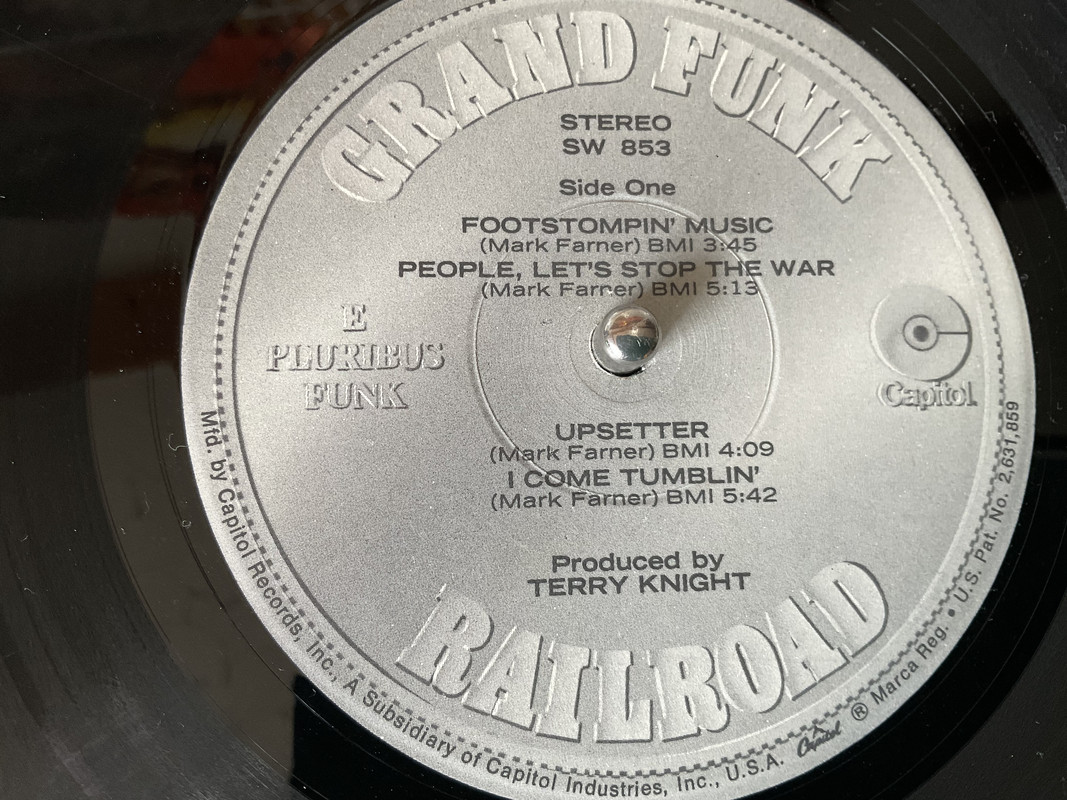 GRAND FUNK
STEREO
SW 853
Side One
FOOTSTOMPIN' MUSIC
(Mark Farner) BMI 3:45
PEOPLE, LET'S STOP THE WAR
(Mark Farner) BMI 5:13
E
PLURIBUS
FUNK
Capitol
UPSETTER
(Mark Farner) BMI 4:09
I COME TUMBLIN'
(Mark Farner) BMI 5:42
Produced by
TERRY KNIGHT
RAILROAD
Mfd. by Capitol Records, Inc., A Subsidiary of Capitol Industries, Inc., U.S.A. Capitol ® Marca Reg. • U.S. Pat. No. 2,631,859